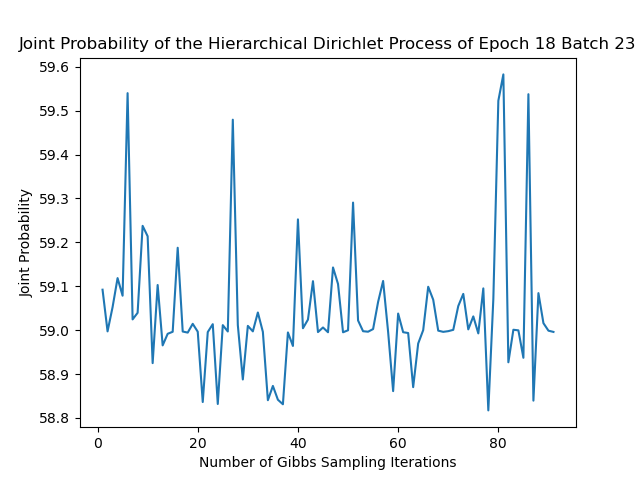 Joint Probability of the Hierarchical Dirichlet Process of Epoch 18 Batch 23
59.6
59.5
59.4
59.3
59.2
59.1
59.0
58.9
58.8
Joint Probability
0 20 40 60 80
Number of Gibbs Sampling Iterations